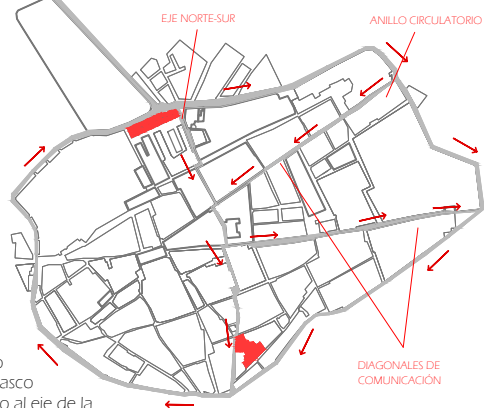 EJE NORTE-SUR
ANILLO CIRCULATORIO
DIAGONALES DE
COMUNICACIÓN
o
asco
o al eje de la